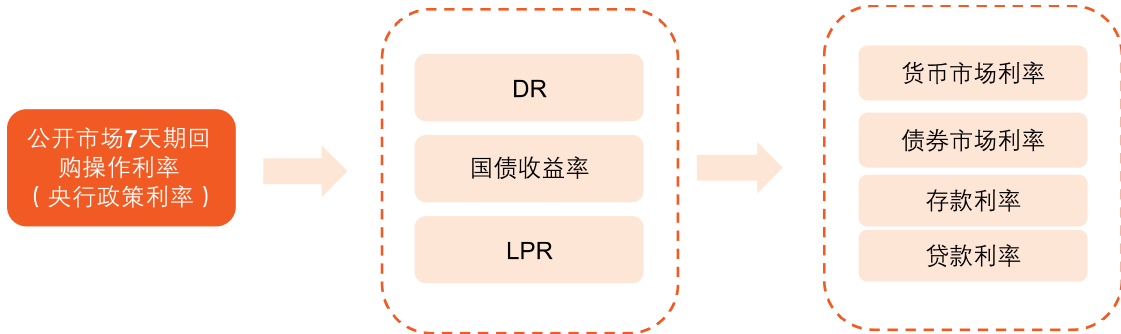 公开市场7天期回
购操作利率
（央行政策利率）
DR
国债收益率
LPR
货币市场利率
债券市场利率
存款利率
贷款利率